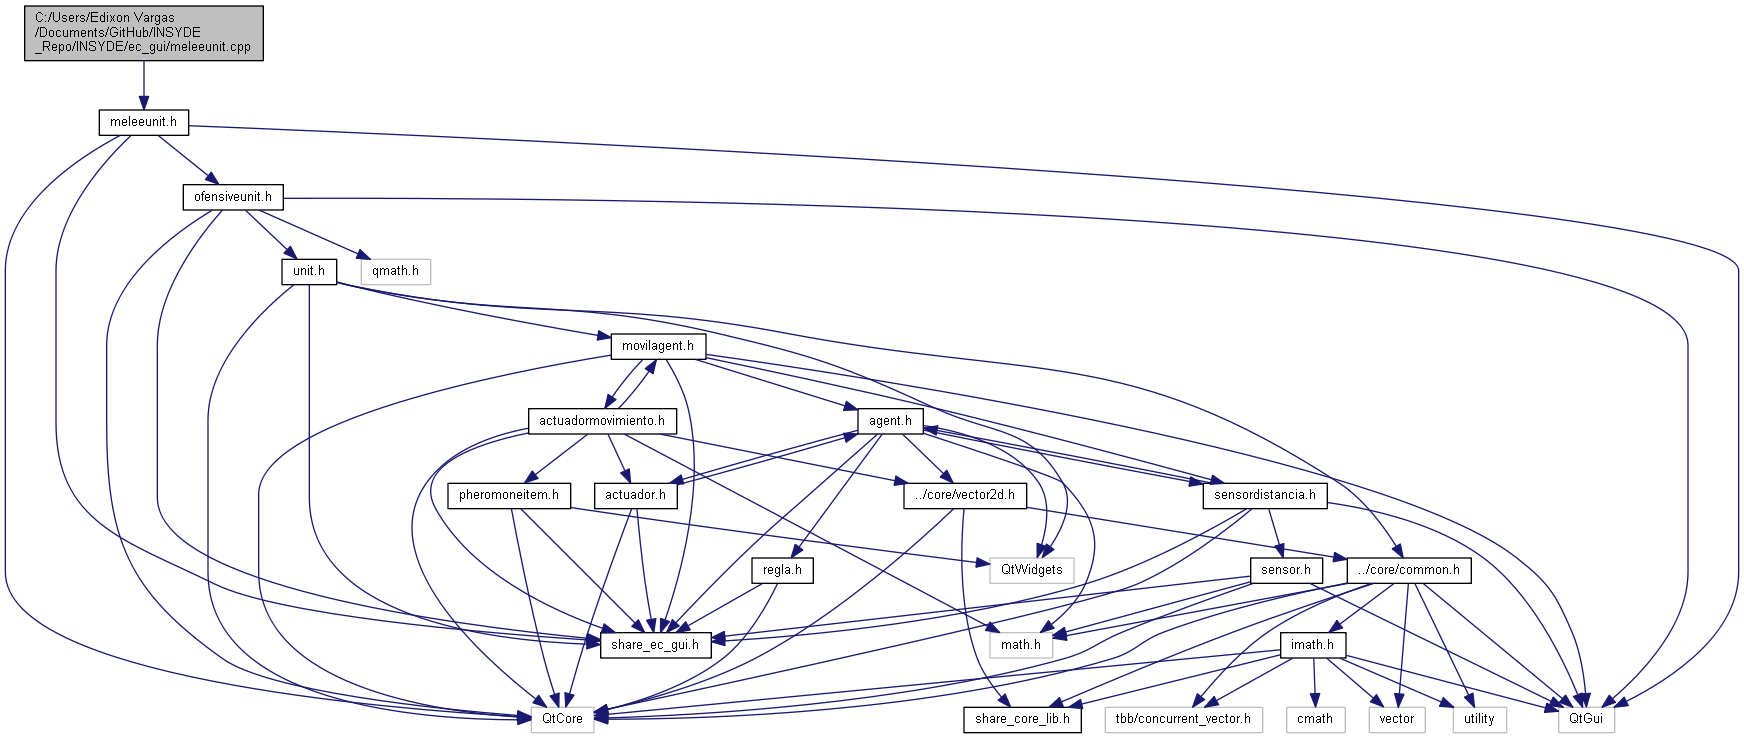 C:/Users/Edixon Vargas
/Documents/GitHub/INSYDE
_Repo/INSYDE/ec_gui/meleeunit.cpp
meleeunit.h
ofensiveunit.h
unit.h
qmath.h
movilagent.h
actuadormovimiento.h
agent.h
pheromoneitem.h
actuador.h
../core/vector2d.h
sensordistancia.h
regla.h
QtWidgets
sensor.h
../core/common.h
share_ec_gui.h
math.h
imath.h
QtCore
share_core_lib.h
tbb/concurrent_vector.h
cmath
vector
utility
QtGui